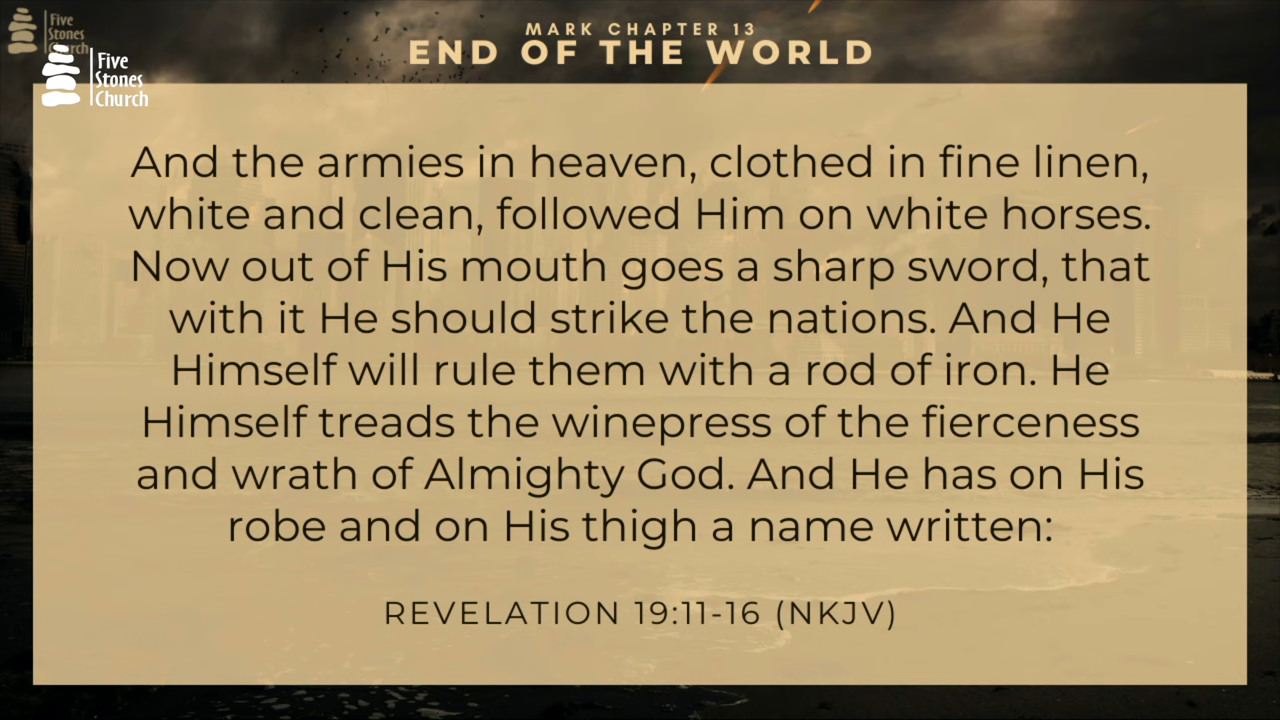 Five
Stones
Church
Five
Stones
Church
MARK CHAPTER 13
END OF THE WORLD
And the armies in heaven, clothed in fine linen,
white and clean, followed Him on white horses.
Now out of His mouth goes a sharp sword, that
with it He should strike the nations. And He
Himself will rule them with a rod of iron. He
Himself treads the winepress of the fierceness
and wrath of Almighty God. And He has on His
robe and on His thigh a name written:
REVELATION 19:11-16 (NKJV)